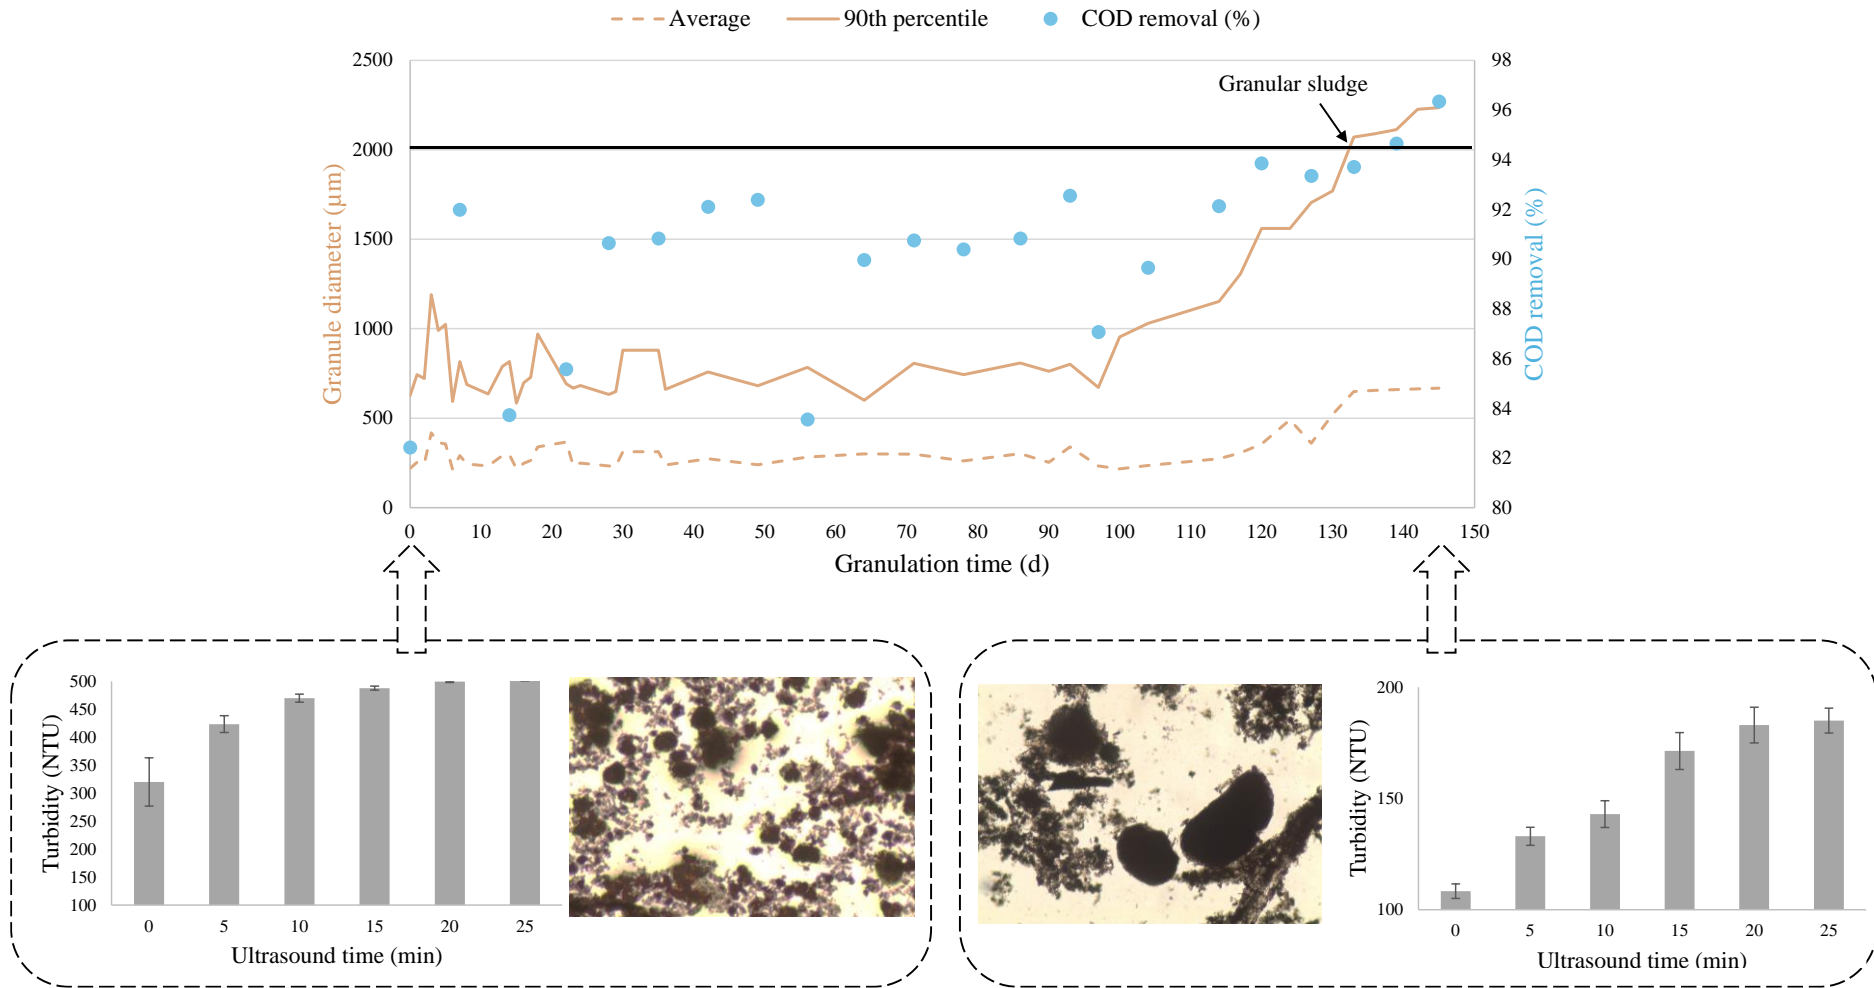 Average 90th percentile COD removal (%)
2500
2000
1500
1000
500
0
Granule diameter (µm)
Granular sludge
98
96
94
92
90
88
86
84
82
80
COD removal (%)
0 10 20 30 40 50 60 70 80 90 100 110 120 130 140 150
Granulation time (d)
500
450
400
350
300
250
200
150
100
Turbidity (NTU)
0 5 10 15 20 25
Ultrasound time (min)
200
150
100
Turbidity (NTU)
0 5 10 15 20 25
Ultrasound time (min)